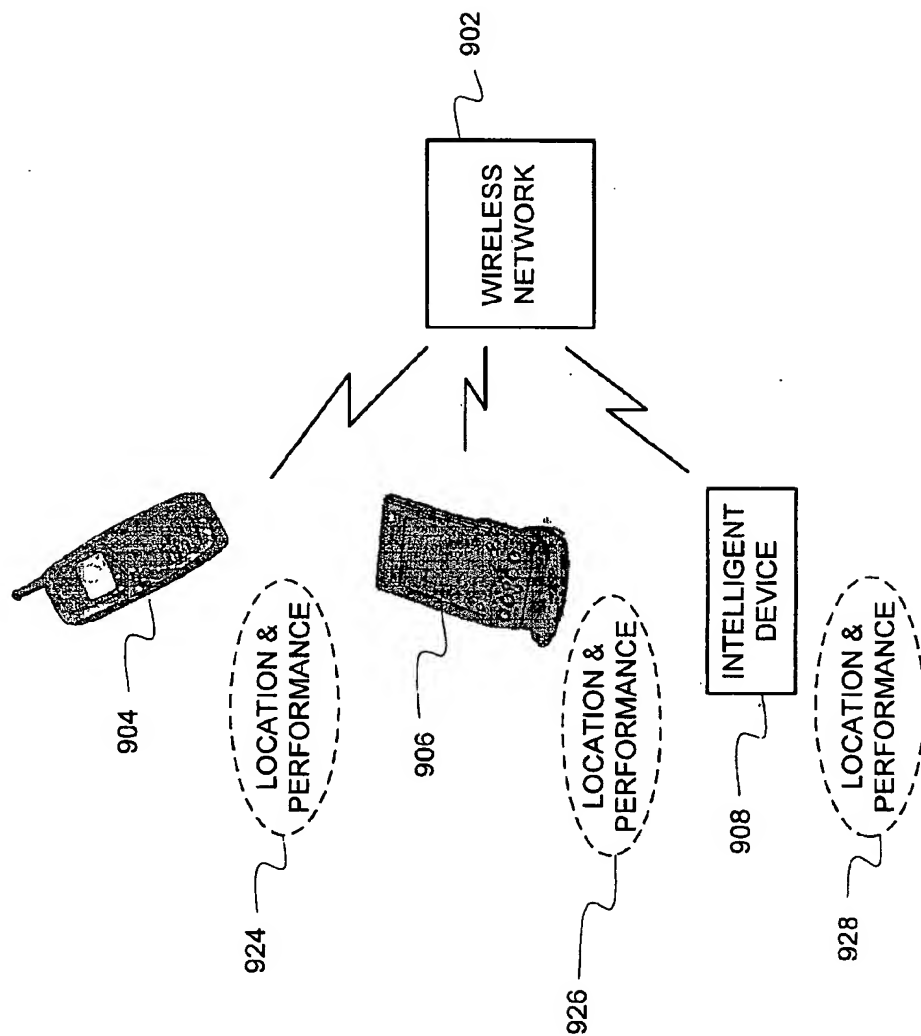 902
WIRELESS
NETWORK
904
LOCATION &
PERFORMANCE
924
906
LOCATION &
PERFORMANCE
926
INTELLIGENT
DEVICE
908
LOCATION &
PERFORMANCE
928